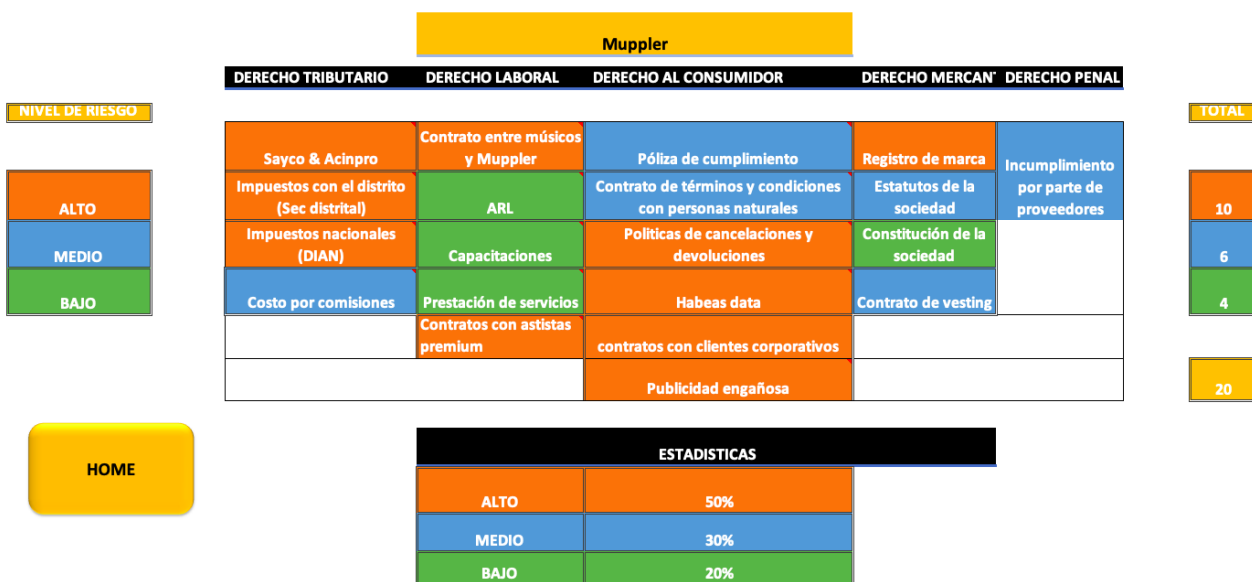 Muppler
DERECHO TRIBUTARIO DERECHO LABORAL DERECHO AL CONSUMIDOR DERECHO MERCANT DERECHO PENAL
NIVEL DE RIESGO
TOTAL
Sayco & Acinpro
Contrato entre músicos
y Muppler
Póliza de cumplimiento
Registro de marca
Incumplimiento
por parte de
proveedores
ALTO
Impuestos con el distrito
(Sec distrital)
ARL
Contrato de términos y condiciones
con personas naturales
Estatutos de la
sociedad
10
MEDIO
Impuestos nacionales
(DIAN)
Capacitaciones
Politicas de cancelaciones y
devoluciones
Constitución de la
sociedad
6
BAJO
Costo por comisiones
Prestación de servicios
Habeas data
Contrato de vesting
4
Contratos con astistas
premium
contratos con clientes corporativos
Publicidad engañosa
20
HOME
ESTADISTICAS
ALTO 50%
MEDIO 30%
BAJO 20%